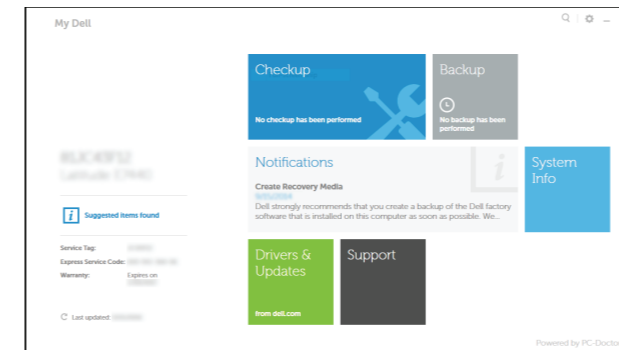 My Dell
Checkup
No checkup has been performed
Backup
No backup has been
performed
Suggested items found
Service Tag:
Express Service Code:
Warranty:
Expires on
Last updated:
Notifications
Create Recovery Media
Dell strongly recommends that you create a backup of the Dell factory
software that is installed on this computer as soon as possible. We...
System
Info
Drivers &
Updates
from dell.com
Support
Powered by PC-Doctor